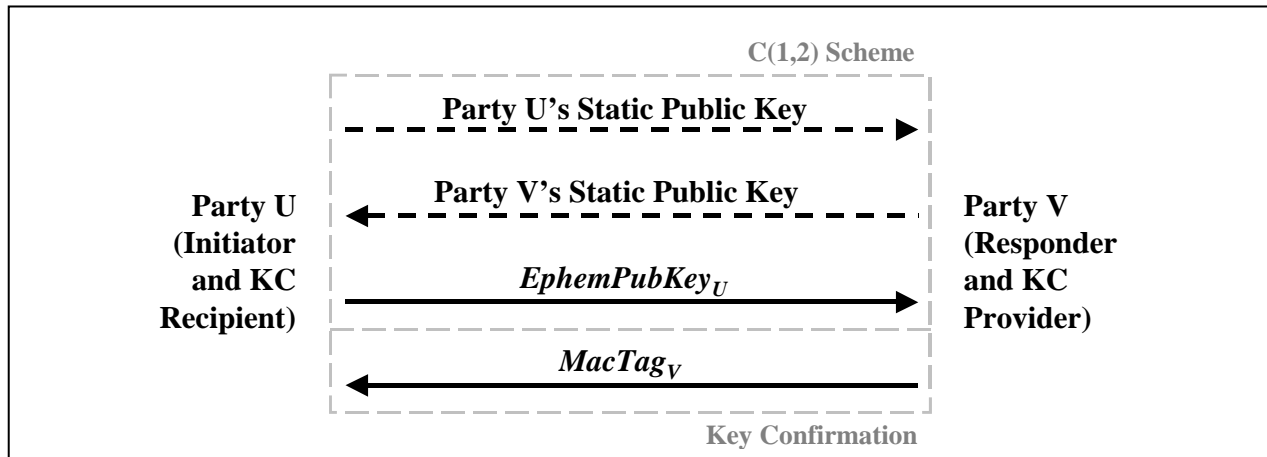 C(1,2) Scheme
Party U’s Static Public Key
Party V’s Static Public Key
Party U
(Initiator
and KC
Recipient)
Party V
(Responder
and KC
Provider)
EphemPubKeyU
MacTagV
Key Confirmation